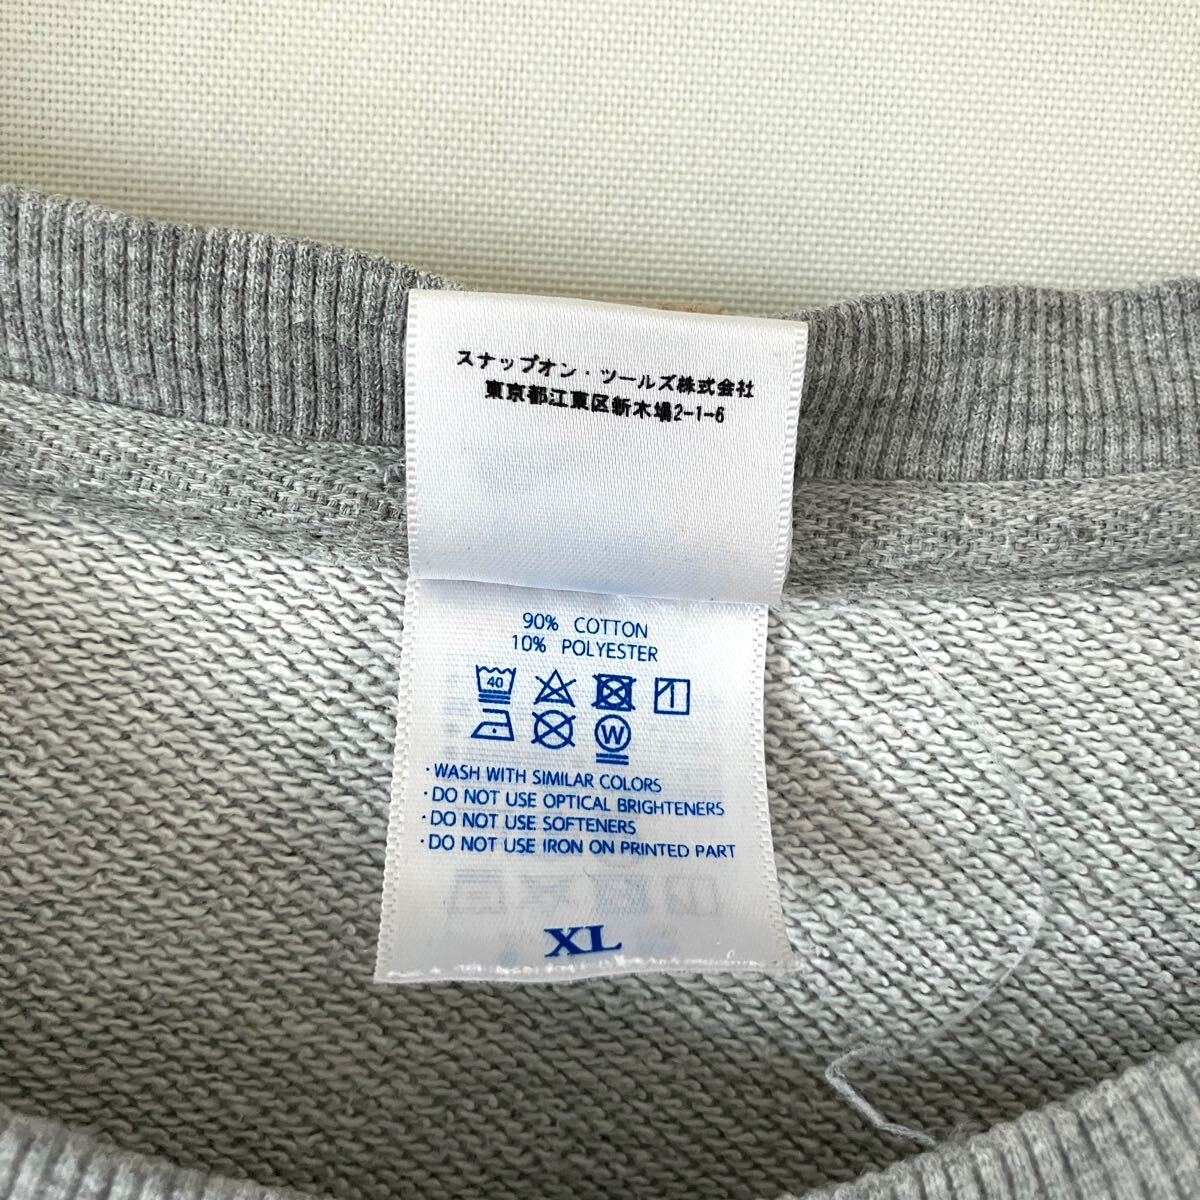 スナップオン・ツールズ株式会社
東京都江東区新木場2-1-6
90% COTTON
10% POLYESTER
40
W
・WASH WITH SIMILAR COLORS
・DO NOT USE OPTICAL BRIGHTENERS
・DO NOT USE SOFTENERS
・DO NOT USE IRON ON PRINTED PART
XL